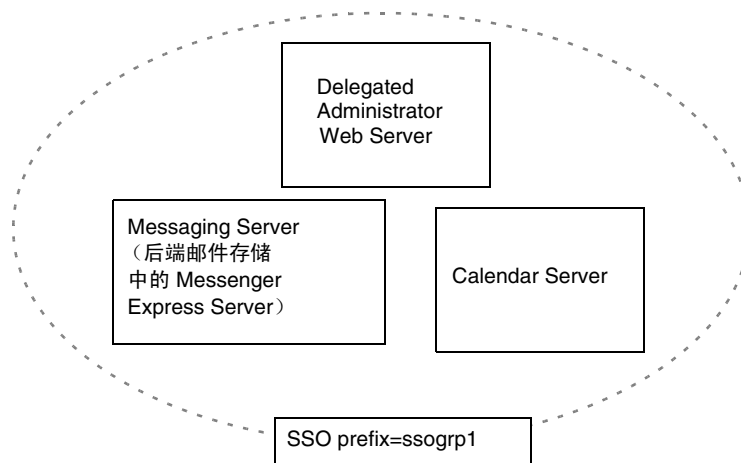 Delegated
Administrator
Web Server
Messaging Server
（后端邮件存储
中的 Messenger
Express Server）
Calendar Server
SSO prefix=ssogrp1